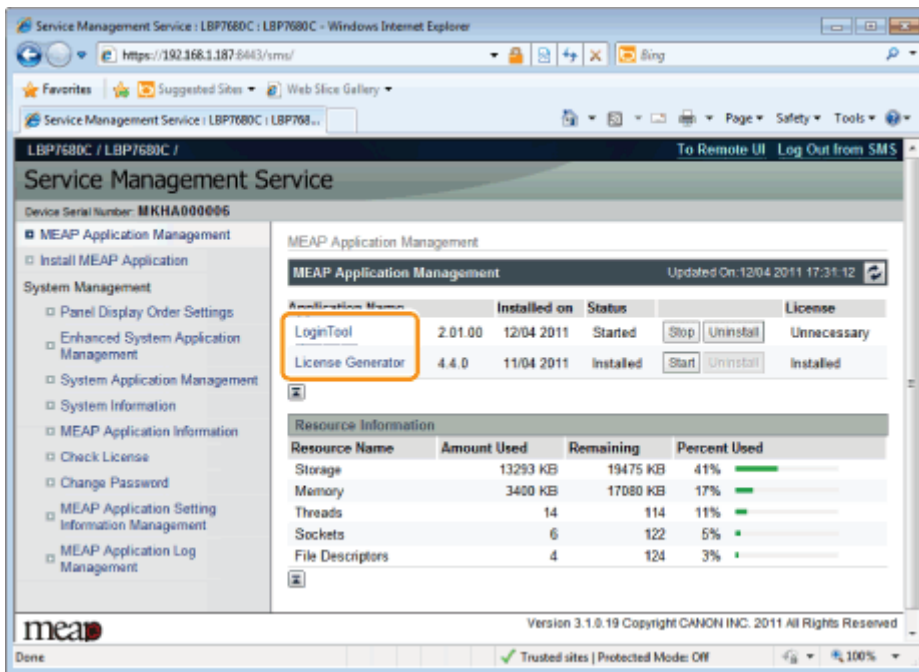 Service Management Service : LBP7680C : LBP7680C - Windows Internet Explorer
https://192.168.1.187:8443/sms/
Bing
Favorites Suggested Sites Web Slice Gallery
Service Management Service : LBP7680C : LBP768... Page Safety Tools
LBP7680C / LBP7680C / To Remote UI Log Out from SMS
Service Management Service
Device Serial Number: MKHA000006
MEAP Application Management
Install MEAP Application
System Management
Panel Display Order Settings
Enhanced System Application
Management
System Application Management
System Information
MEAP Application Information
Check License
Change Password
MEAP Application Setting
Information Management
MEAP Application Log
Management
MEAP Application Management
MEAP Application Management Updated On:12/04 2011 17:31:12
Application Name Installed on Status License
LoginTool 2.01.00 12/04 2011 Started Stop Uninstall Unnecessary
License Generator 4.4.0 11/04 2011 Installed Start Uninstall Installed
Resource Information
Resource Name Amount Used Remaining Percent Used
Storage 13293 KB 19475 KB 41%
Memory 3400 KB 17080 KB 17%
Threads 14 114 11%
Sockets 6 122 5%
File Descriptors 4 124 3%
meap
Version 3.1.0.19 Copyright CANON INC. 2011 All Rights Reserved
Done Trusted sites | Protected Mode: Off 100%